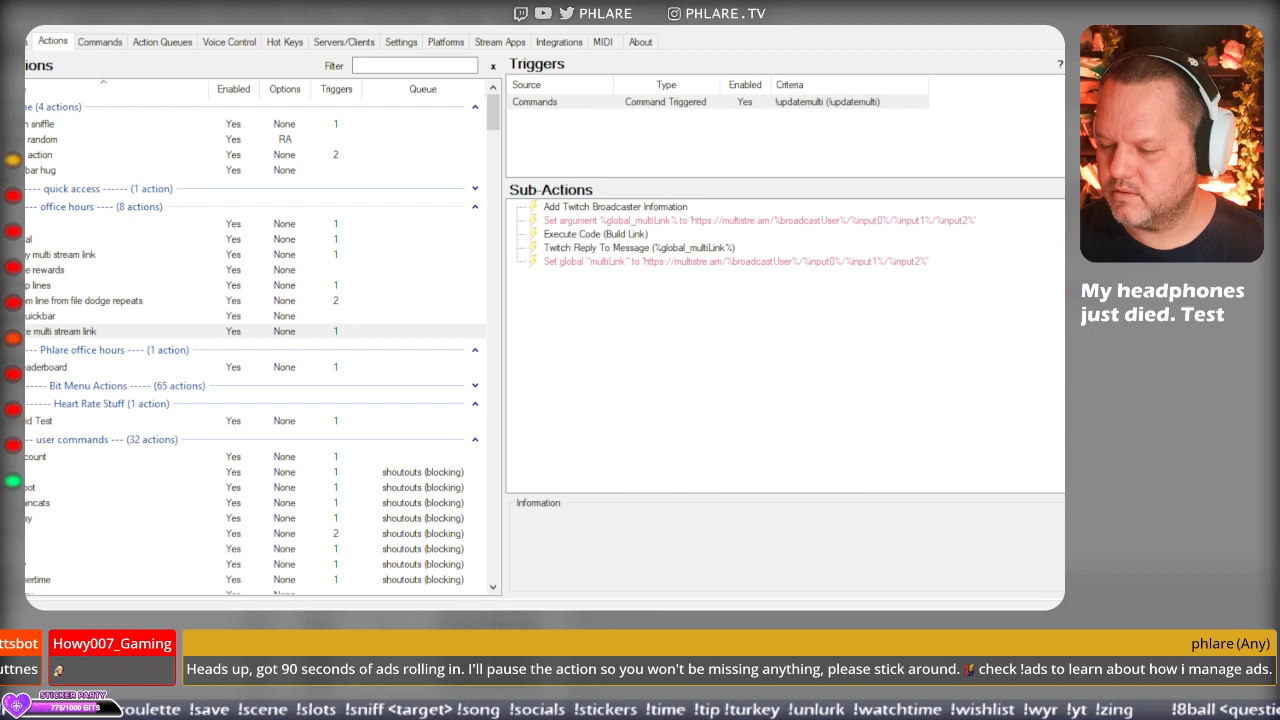 PHLARE PHLARE.TV
Actions Commands Action Queues Voice Control Hot Keys Servers/Clients Settings Platforms Stream Apps Integrations MIDI About
ions Filter x
Enabled Options Triggers Queue
ne (4 actions)
n sniffle Yes None 1
random Yes RA
action Yes None 2
bar hug Yes None
---- quick access ------ (1 action)
---- office hours ---- (8 actions)
Yes None 1
al Yes None 1
y multi stream link Yes None 1
e rewards Yes None
p lines Yes None 1
m line from file dodge repeats Yes None 2
uickbar Yes None
e multi stream link Yes None 1
---- Phlare office hours ---- (1 action)
eaderboard Yes None 1
---- Bit Menu Actions ----- (65 actions)
------- Heart Rate Stuff (1 action)
id Test Yes None 1
-- user commands --- (32 actions)
count Yes None 1
Yes None 1 shoutouts (blocking)
oot Yes None 1 shoutouts (blocking)
ancats Yes None 1 shoutouts (blocking)
sy Yes None 1 shoutouts (blocking)
Yes None 2 shoutouts (blocking)
Yes None 1 shoutouts (blocking)
Yes None 1 shoutouts (blocking)
nertime Yes None 1 shoutouts (blocking)
Triggers ?
Source Type Enabled Criteria
Commands Command Triggered Yes !updatemulti (!updatemulti)
Sub-Actions
Add Twitch Broadcaster Information
Set argument %global_multiLink% to 'https://multistre.am/%broadcastUser%/%input0%/%input1%/%input2%'
Execute Code (Build Link)
Twitch Reply To Message (%global_multiLink%)
Set global "multiLink" to 'https://multistre.am/%broadcastUser%/%input0%/%input1%/%input2%'
Information
My headphones
just died. Test
ttsbot Howy007_Gaming phlare (Any)
uttnes Heads up, got 90 seconds of ads rolling in. I'll pause the action so you won't be missing anything, please stick around. check !ads to learn about how i manage ads.
STICKER PARTY
775/1000 BITS
oulette !save !scene !slots !sniff <target> !song !socials !stickers !time !tip !turkey !unlurk !watchtime !wishlist !wyr !yt !zing !8ball <questio